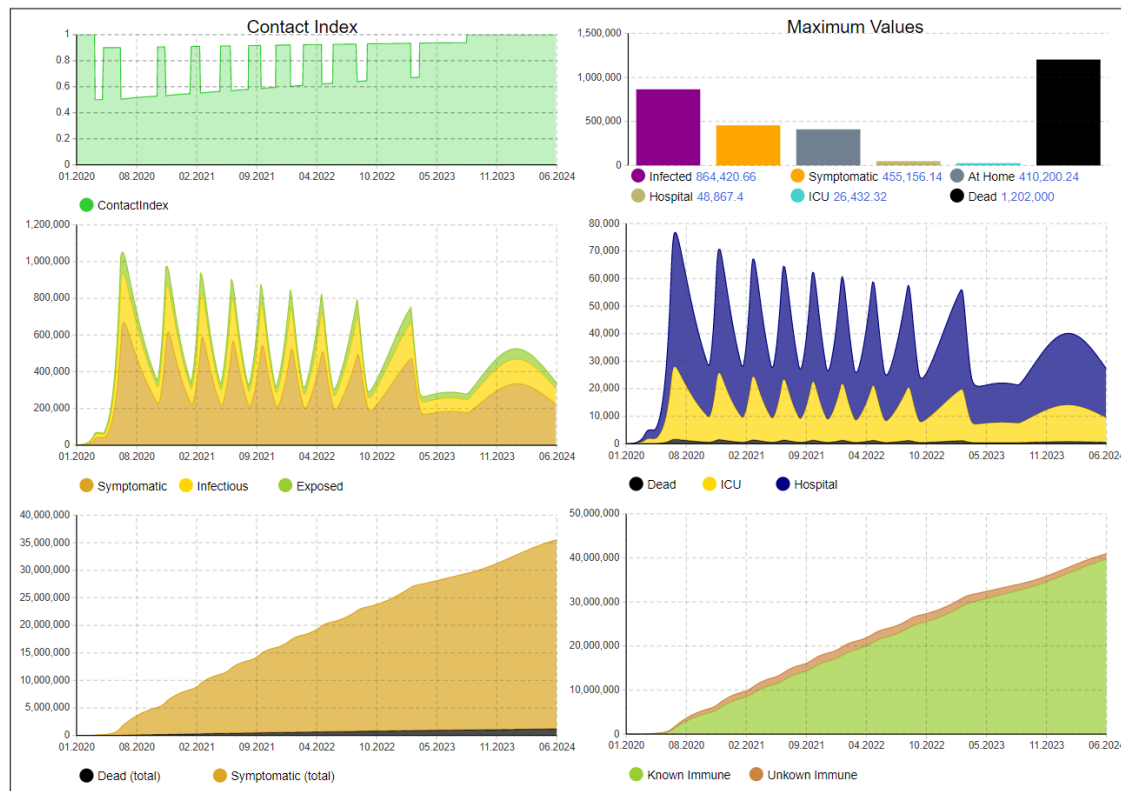 Contact Index
1
0.8
0.6
0.4
0.2
0
01.2020 08.2020 02.2021 09.2021 04.2022 10.2022 05.2023 11.2023 06.2024
ContactIndex
Maximum Values
1,500,000
1,000,000
500,000
0
Infected 864,420.66 Symptomatic 455,156.14 At Home 410,200.24
Hospital 48,867.4 ICU 26,432.32 Dead 1,202,000
1,200,000
1,000,000
800,000
600,000
400,000
200,000
0
01.2020 08.2020 02.2021 09.2021 04.2022 10.2022 05.2023 11.2023 06.2024
Symptomatic Infectious Exposed
80,000
70,000
60,000
50,000
40,000
30,000
20,000
10,000
0
01.2020 08.2020 02.2021 09.2021 04.2022 10.2022 05.2023 11.2023 06.2024
Dead ICU Hospital
40,000,000
35,000,000
30,000,000
25,000,000
20,000,000
15,000,000
10,000,000
5,000,000
0
01.2020 08.2020 02.2021 09.2021 04.2022 10.2022 05.2023 11.2023 06.2024
Dead (total) Symptomatic (total)
50,000,000
40,000,000
30,000,000
20,000,000
10,000,000
0
01.2020 08.2020 02.2021 09.2021 04.2022 10.2022 05.2023 11.2023 06.2024
Known Immune Unkown Immune